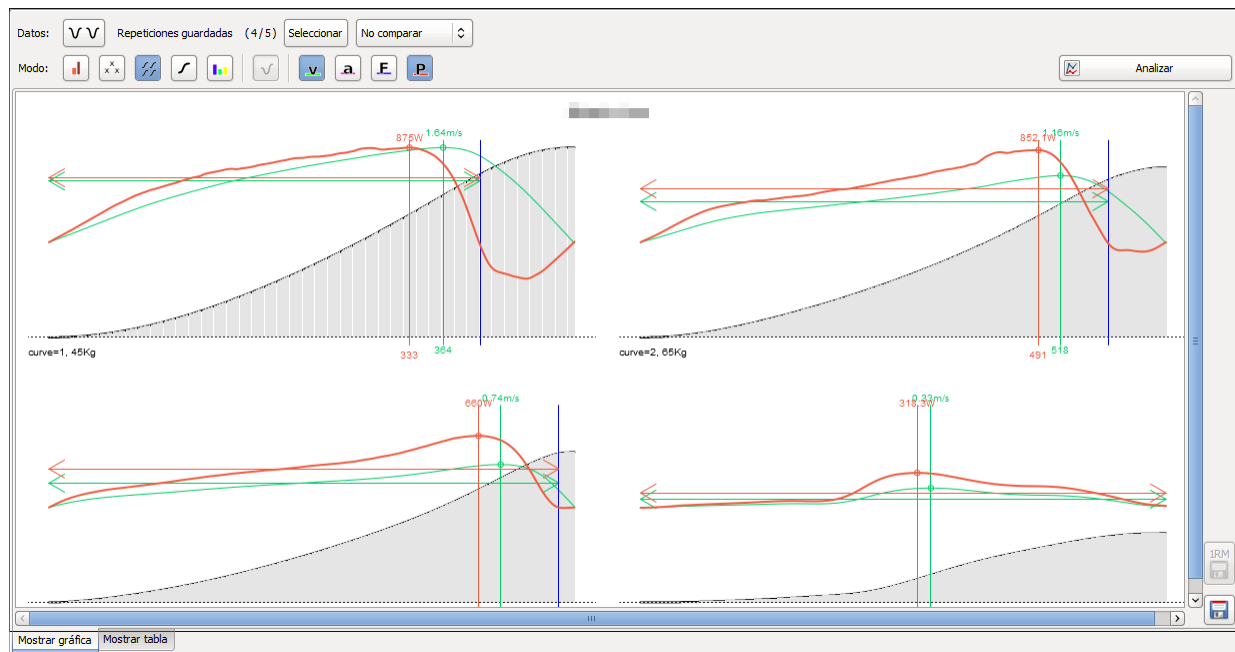 Datos: Repeticiones guardadas (4/5) Seleccionar No comparar
Modo: v a F P Analizar
875W 1.64m/s
852.1W 1.16m/s
curve=1, 45Kg
333 364
curve=2, 65Kg
491 518
660W 0.74m/s
318.3W 0.33m/s
1RM
Mostrar gráfica Mostrar tabla